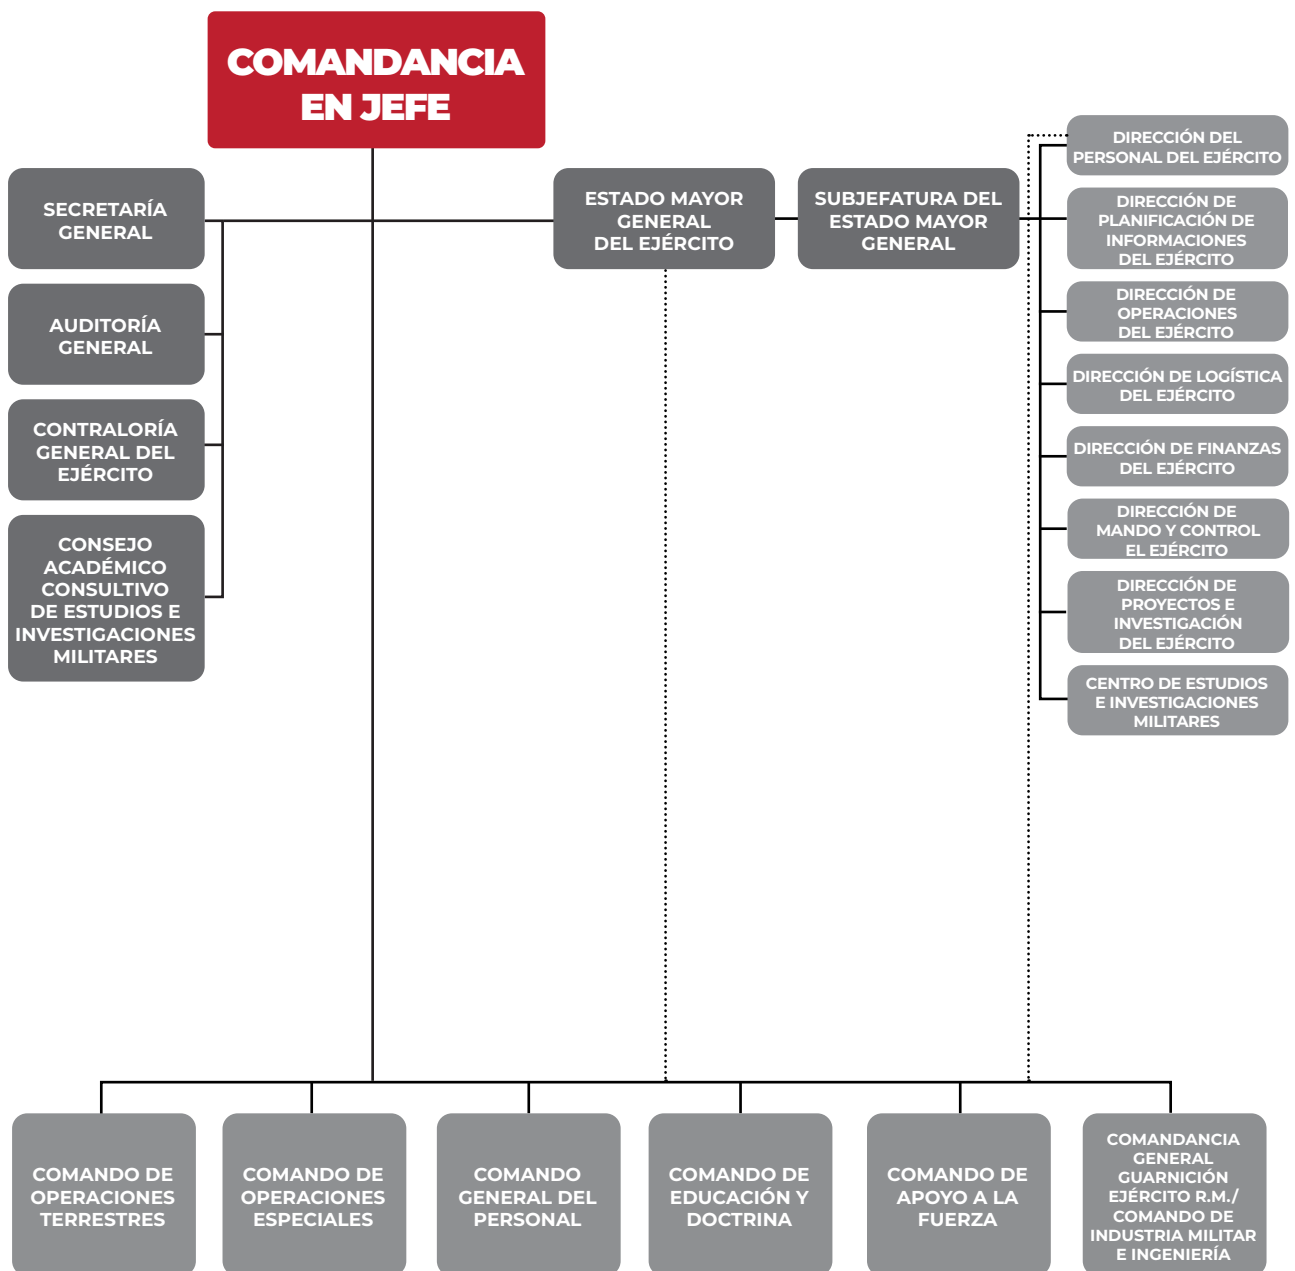 COMANDANCIA
EN JEFE
SECRETARÍA
GENERAL
AUDITORÍA
GENERAL
CONTRALORÍA
GENERAL DEL
EJÉRCITO
CONSEJO
ACADÉMICO
CONSULTIVO
DE ESTUDIOS E
INVESTIGACIONES
MILITARES
ESTADO MAYOR
GENERAL
DEL EJÉRCITO
SUBJEFATURA DEL
ESTADO MAYOR
GENERAL
DIRECCIÓN DEL
PERSONAL DEL EJÉRCITO
DIRECCIÓN DE
PLANIFICACIÓN DE
INFORMACIONES
DEL EJÉRCITO
DIRECCIÓN DE
OPERACIONES
DEL EJÉRCITO
DIRECCIÓN DE LOGÍSTICA
DEL EJÉRCITO
DIRECCIÓN DE FINANZAS
DEL EJÉRCITO
DIRECCIÓN DE
MANDO Y CONTROL
EL EJÉRCITO
DIRECCIÓN DE
PROYECTOS E
INVESTIGACIÓN
DEL EJÉRCITO
CENTRO DE ESTUDIOS
E INVESTIGACIONES
MILITARES
COMANDO DE
OPERACIONES
TERRESTRES
COMANDO DE
OPERACIONES
ESPECIALES
COMANDO
GENERAL DEL
PERSONAL
COMANDO DE
EDUCACIÓN Y
DOCTRINA
COMANDO DE
APOYO A LA
FUERZA
COMANDANCIA
GENERAL
GUARNICIÓN
EJÉRCITO R.M./
COMANDO DE
INDUSTRIA MILITAR
E INGENIERÍA